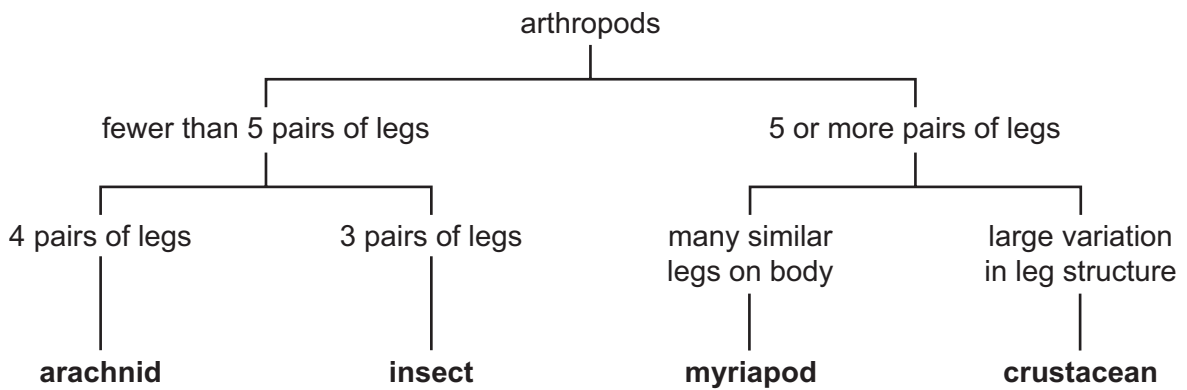 arthropods
fewer than 5 pairs of legs
5 or more pairs of legs
4 pairs of legs
3 pairs of legs
many similar
legs on body
large variation
in leg structure
arachnid
insect
myriapod
crustacean